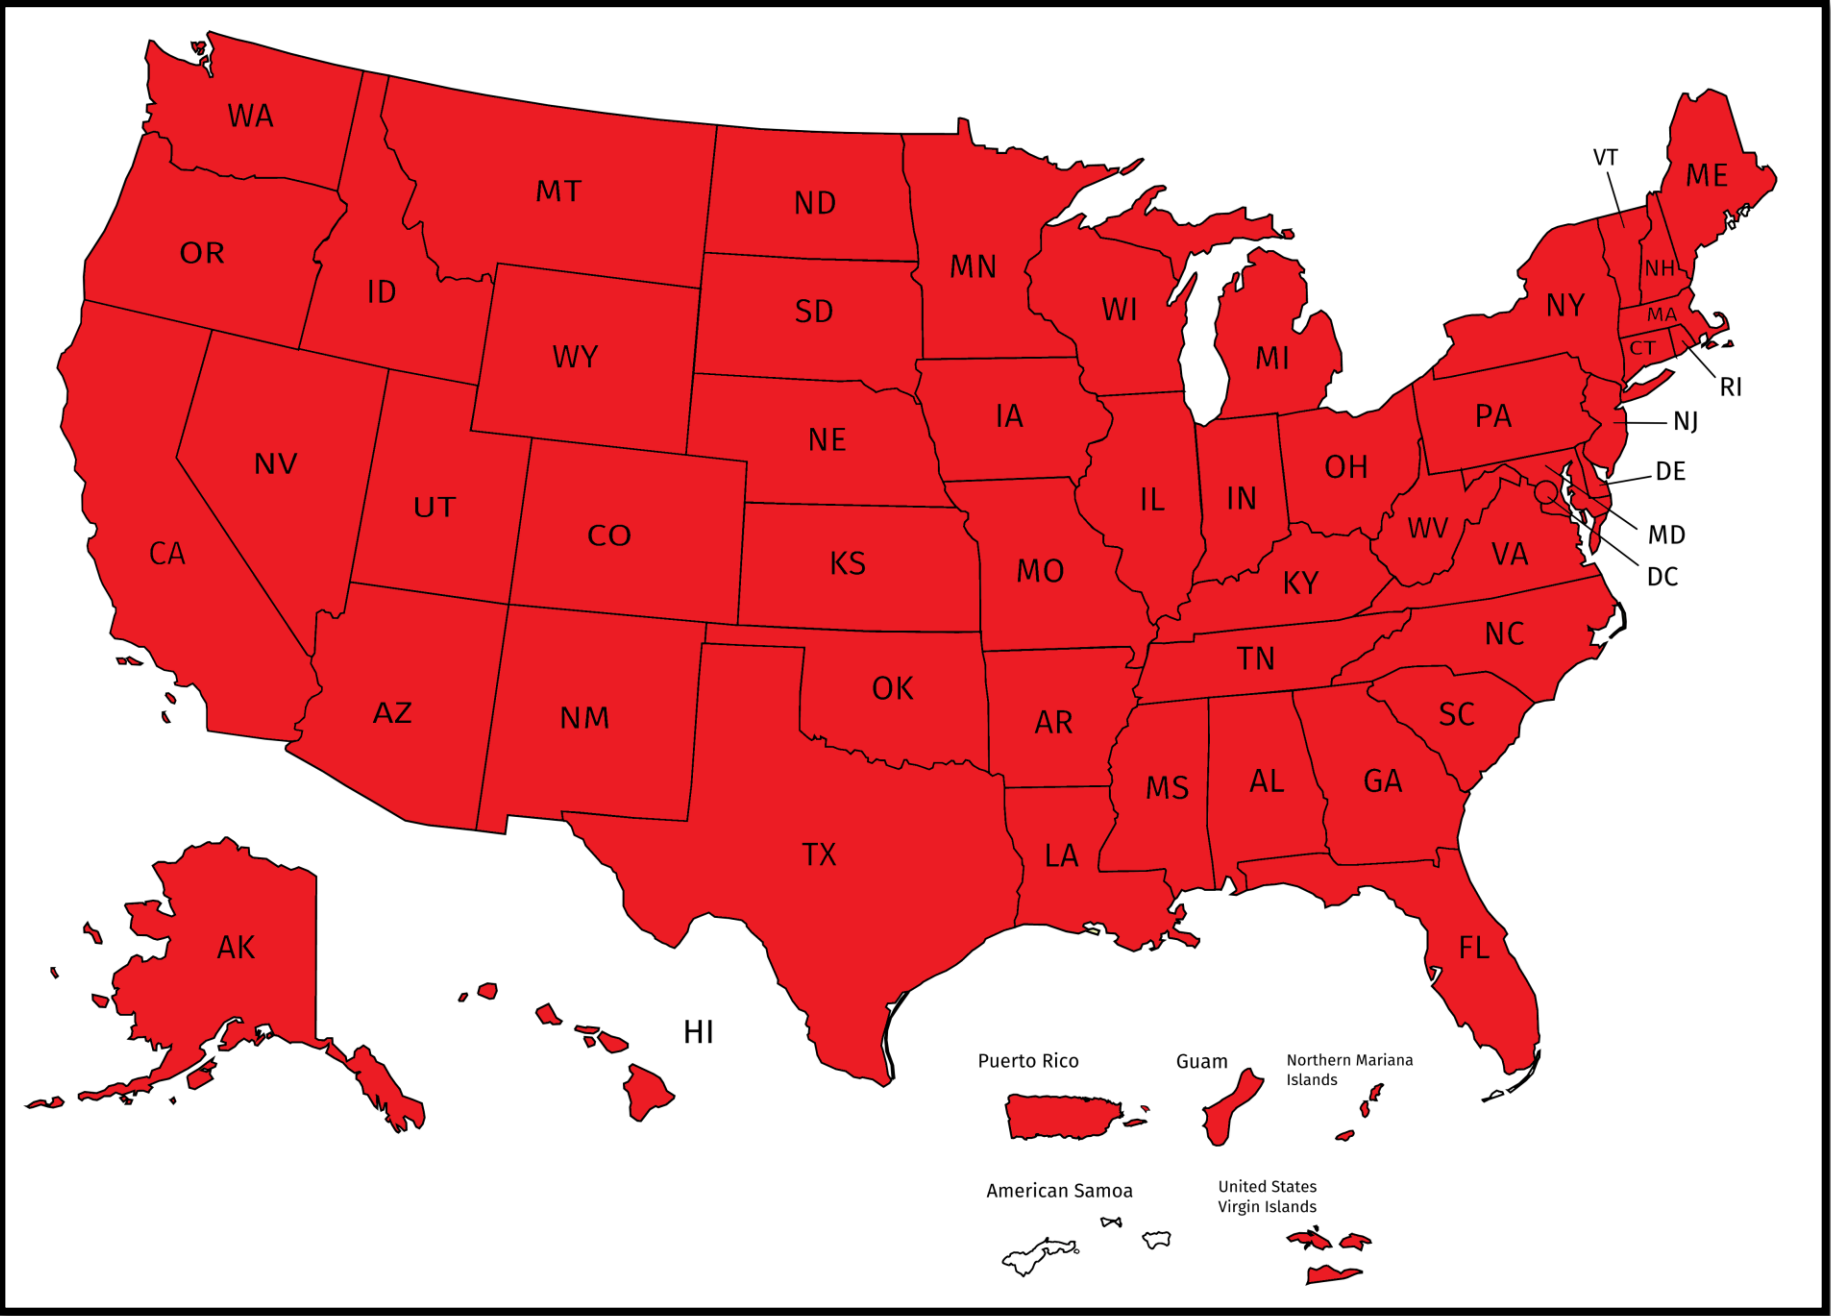 WA
MT
ND
MN
VT
ME
OR
ID
SD
WI
NH
NY
MA
WY
MI
CT
RI
IA
PA
NJ
NE
NV
UT
CO
IL
IN
OH
DE
CA
KS
MO
WV
VA
MD
KY
DC
NC
TN
OK
AZ
NM
AR
SC
MS
AL
GA
TX
LA
AK
FL
HI
Puerto Rico
Guam
Northern Mariana
Islands
American Samoa
United States
Virgin Islands